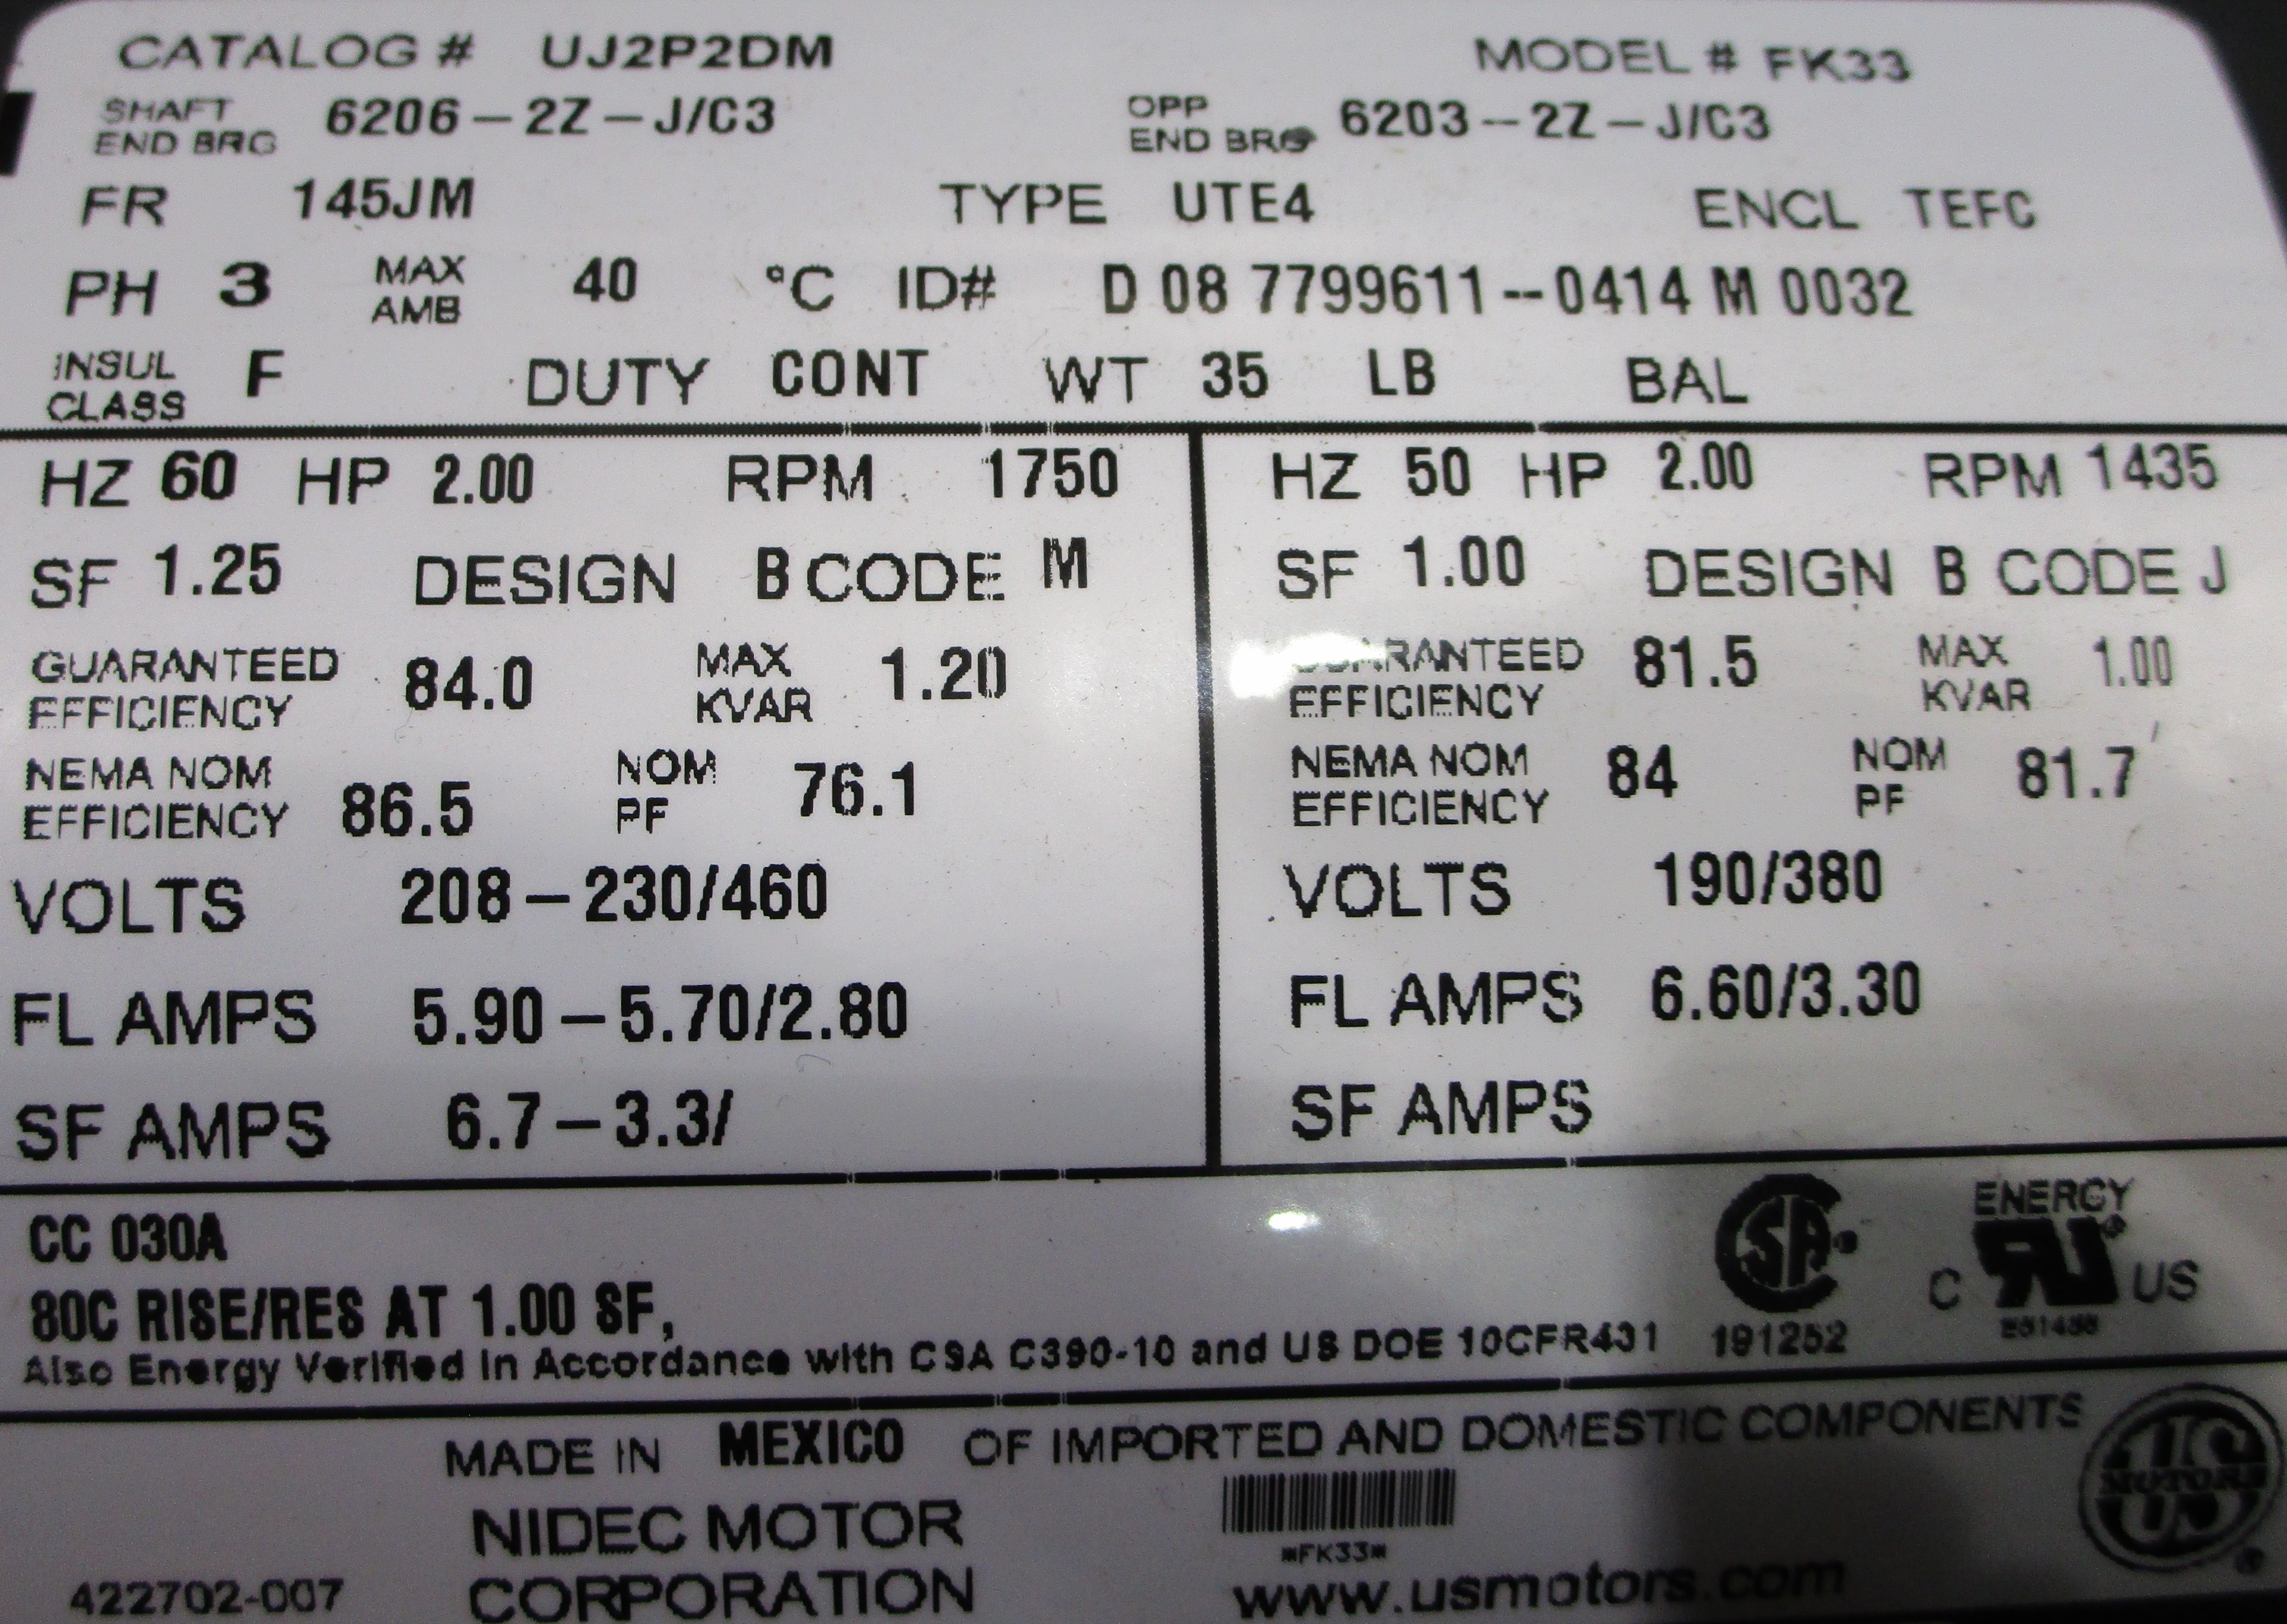 CATALOG # UJ2P2DM MODEL # FK33
SHAFT END BRG 6206-2Z-J/C3 OPP END BRG 6203-2Z-J/C3
FR 145JM TYPE UTE4 ENCL TEFC
PH 3 MAX AMB 40 °C ID# D 08 7799611--0414 M 0032
INSUL CLASS F DUTY CONT WT 35 LB BAL
HZ 60 HP 2.00 RPM 1750
SF 1.25 DESIGN B CODE M
GUARANTEED EFFICIENCY 84.0 MAX KVAR 1.20
NEMA NOM EFFICIENCY 86.5 NOM PF 76.1
VOLTS 208-230/460
FL AMPS 5.90-5.70/2.80
SF AMPS 6.7-3.3/
HZ 50 HP 2.00 RPM 1435
SF 1.00 DESIGN B CODE J
GUARANTEED EFFICIENCY 81.5 MAX KVAR 1.00
NEMA NOM EFFICIENCY 84 NOM PF 81.7
VOLTS 190/380
FL AMPS 6.60/3.30
SF AMPS
CC 030A
80C RISE/RES AT 1.00 SF,
Also Energy Verified in Accordance with CSA C390-10 and US DOE 10CFR431
SA 191252
ENERGY
C RU ® US
MADE IN MEXICO OF IMPORTED AND DOMESTIC COMPONENTS
NIDEC MOTOR
CORPORATION
422702-007
*FK33*
www.usmotors.com
US MOTORS ®